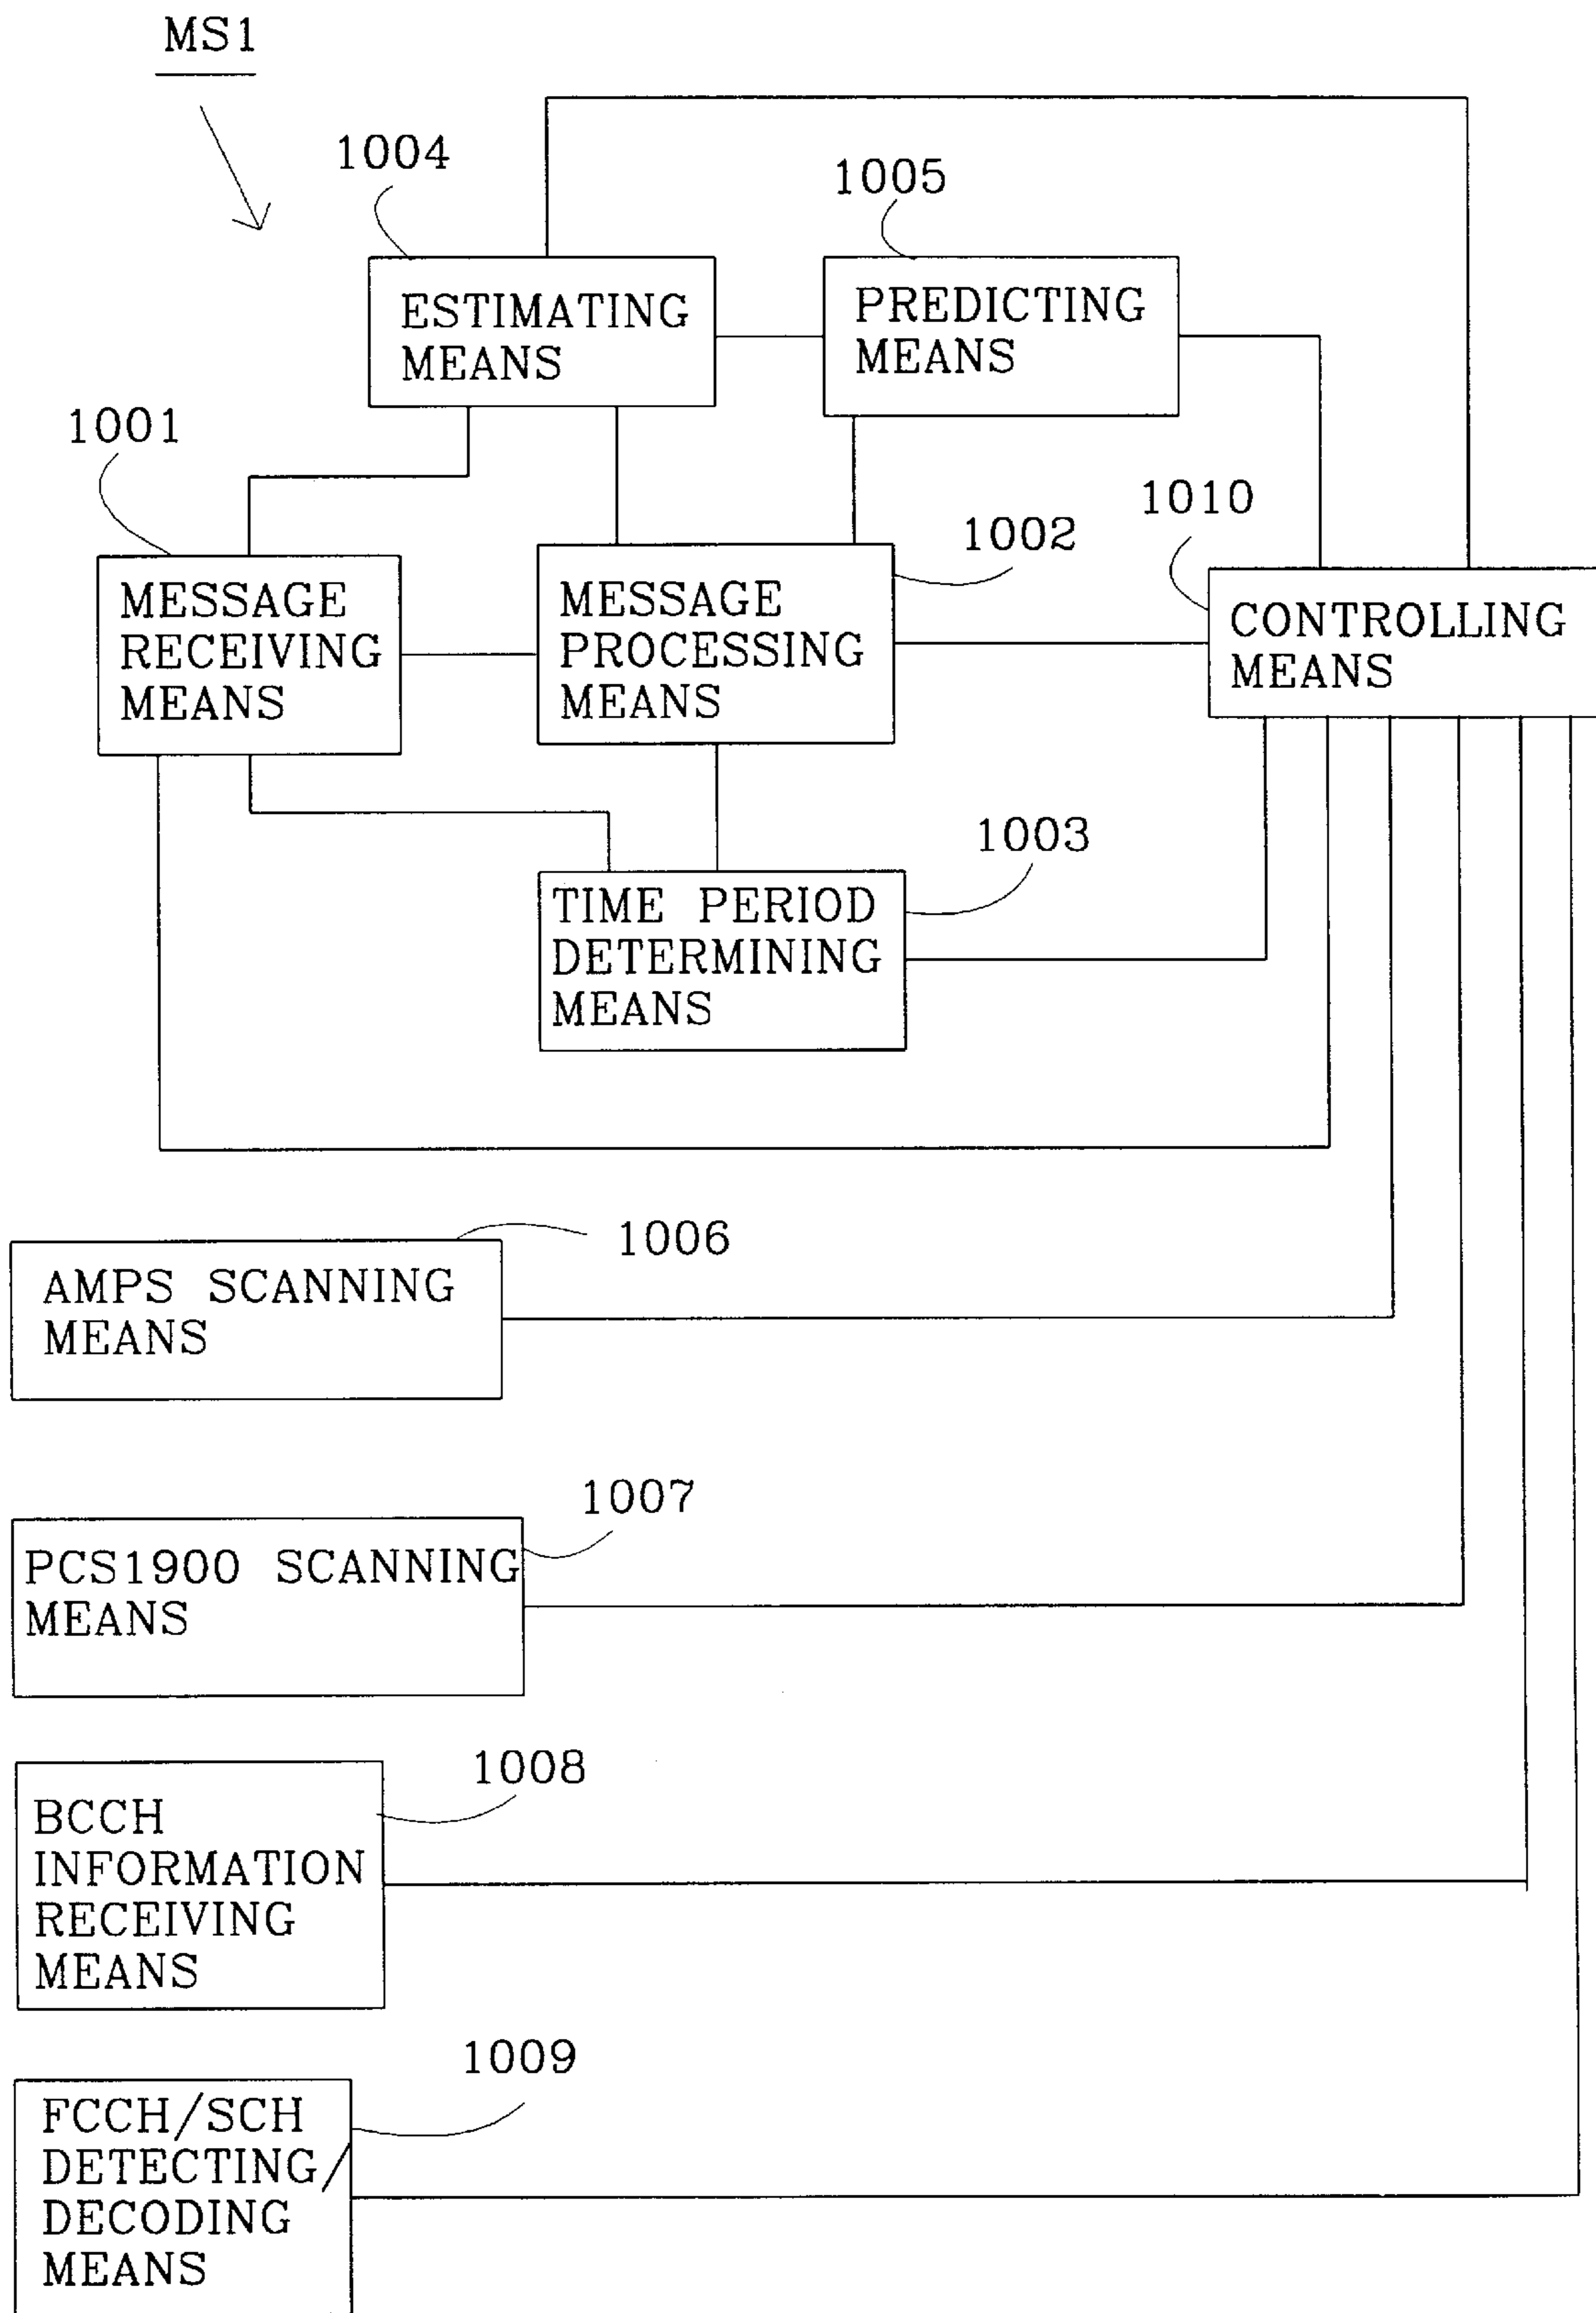 MS1
1004
1005
ESTIMATING
MEANS
PREDICTING
MEANS
1001
1010
1002
MESSAGE
RECEIVING
MEANS
MESSAGE
PROCESSING
MEANS
CONTROLLING
MEANS
1003
TIME PERIOD
DETERMINING
MEANS
1006
AMPS SCANNING
MEANS
1007
PCS1900 SCANNING
MEANS
1008
BCCH
INFORMATION
RECEIVING
MEANS
1009
FCCH/SCH
DETECTING/
DECODING
MEANS